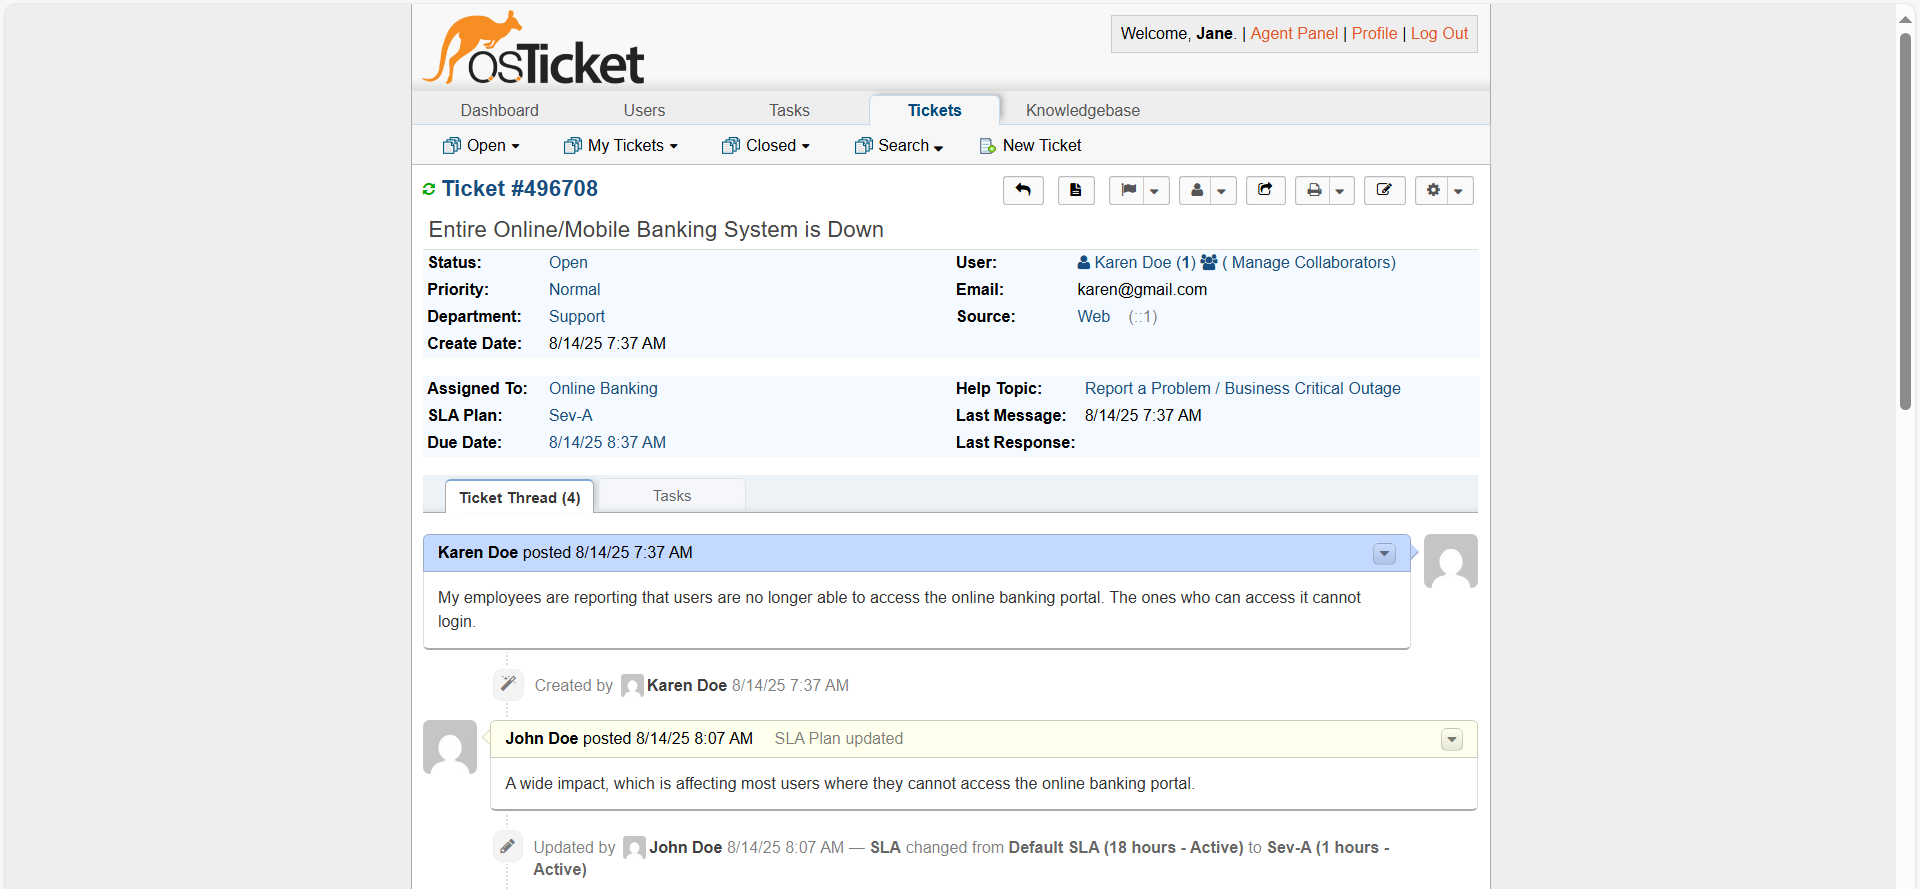 osTicket
Welcome, Jane. | Agent Panel | Profile | Log Out
Dashboard Users Tasks Tickets Knowledgebase
Open My Tickets Closed Search New Ticket
Ticket #496708
Entire Online/Mobile Banking System is Down
Status: Open User: Karen Doe (1) ( Manage Collaborators)
Priority: Normal Email: karen@gmail.com
Department: Support Source: Web (::1)
Create Date: 8/14/25 7:37 AM
Assigned To: Online Banking Help Topic: Report a Problem / Business Critical Outage
SLA Plan: Sev-A Last Message: 8/14/25 7:37 AM
Due Date: 8/14/25 8:37 AM Last Response:
Ticket Thread (4) Tasks
Karen Doe posted 8/14/25 7:37 AM
My employees are reporting that users are no longer able to access the online banking portal. The ones who can access it cannot
login.
Created by Karen Doe 8/14/25 7:37 AM
John Doe posted 8/14/25 8:07 AM SLA Plan updated
A wide impact, which is affecting most users where they cannot access the online banking portal.
Updated by John Doe 8/14/25 8:07 AM — SLA changed from Default SLA (18 hours - Active) to Sev-A (1 hours -
Active)